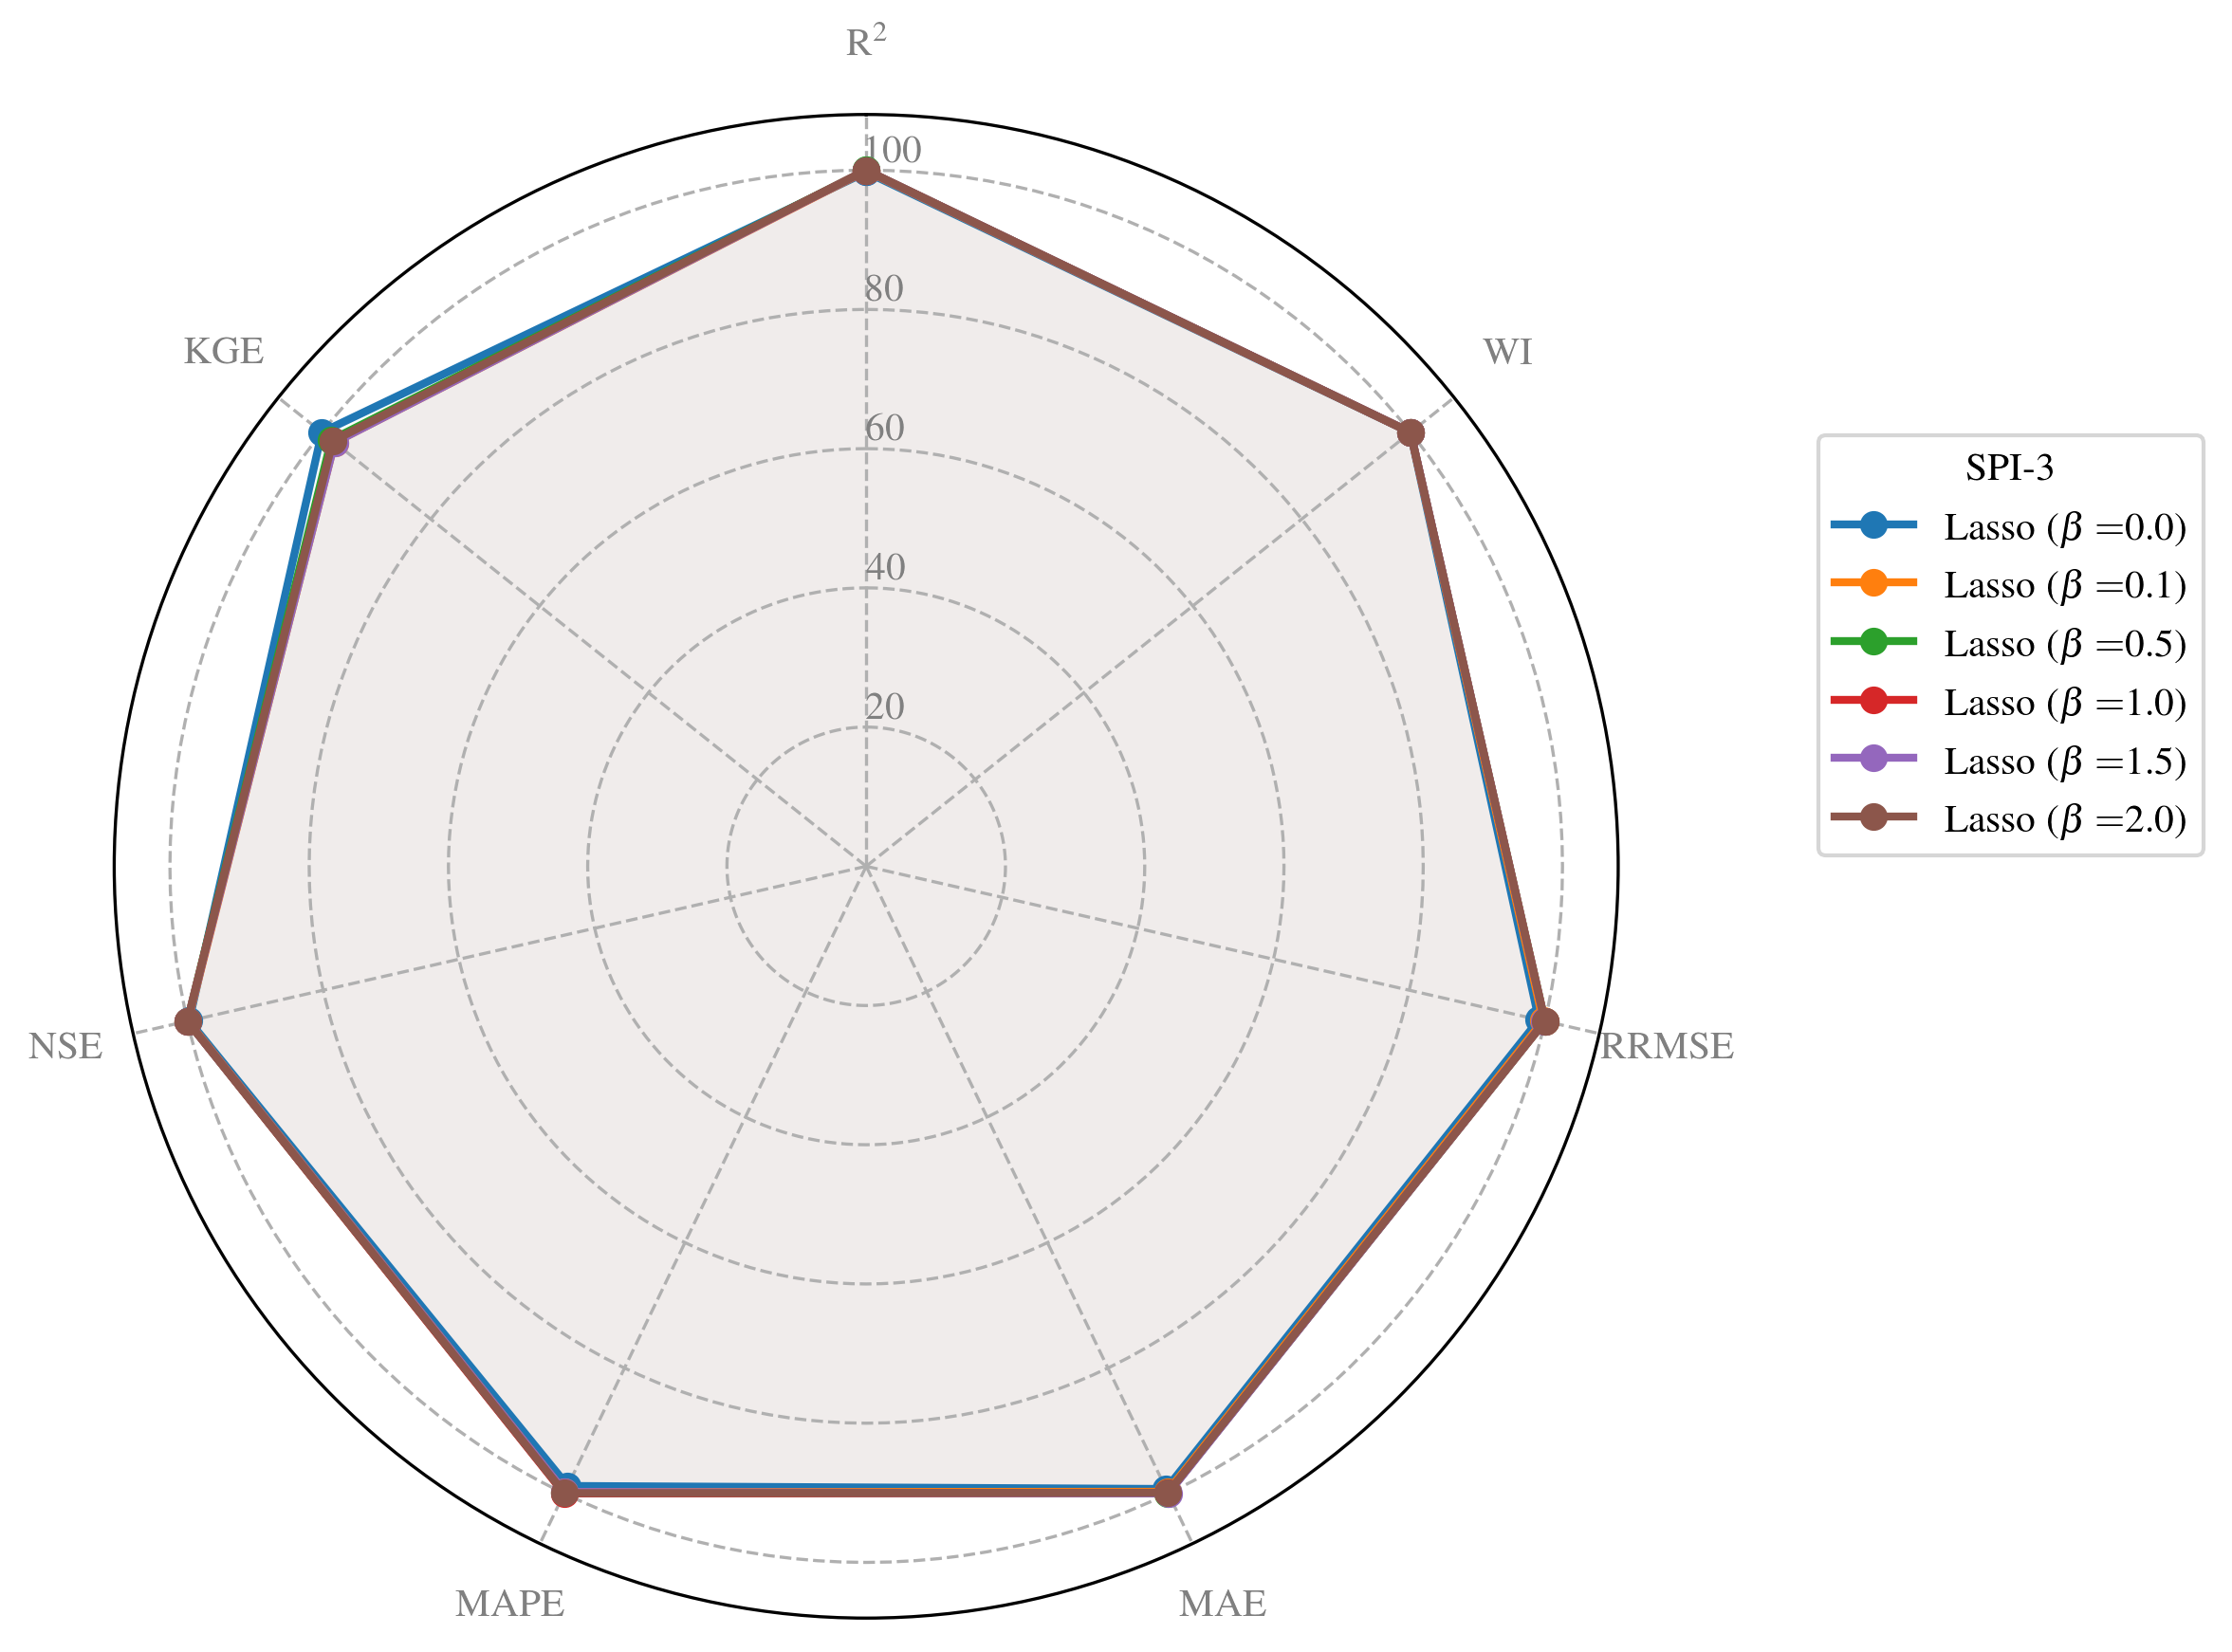 R²
100
80
60
40
20
KGE
WI
NSE
RRMSE
MAPE
MAE
SPI-3
Lasso (β =0.0)
Lasso (β =0.1)
Lasso (β =0.5)
Lasso (β =1.0)
Lasso (β =1.5)
Lasso (β =2.0)